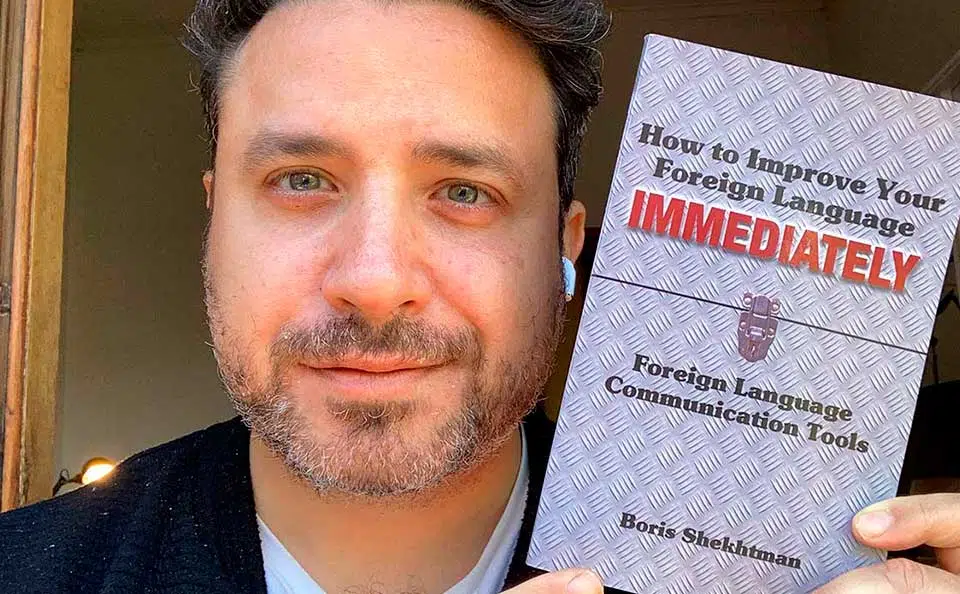 How to Improve Your
Foreign Language
IMMEDIATELY
Foreign Language
Communication Tools
Boris Shekhtman